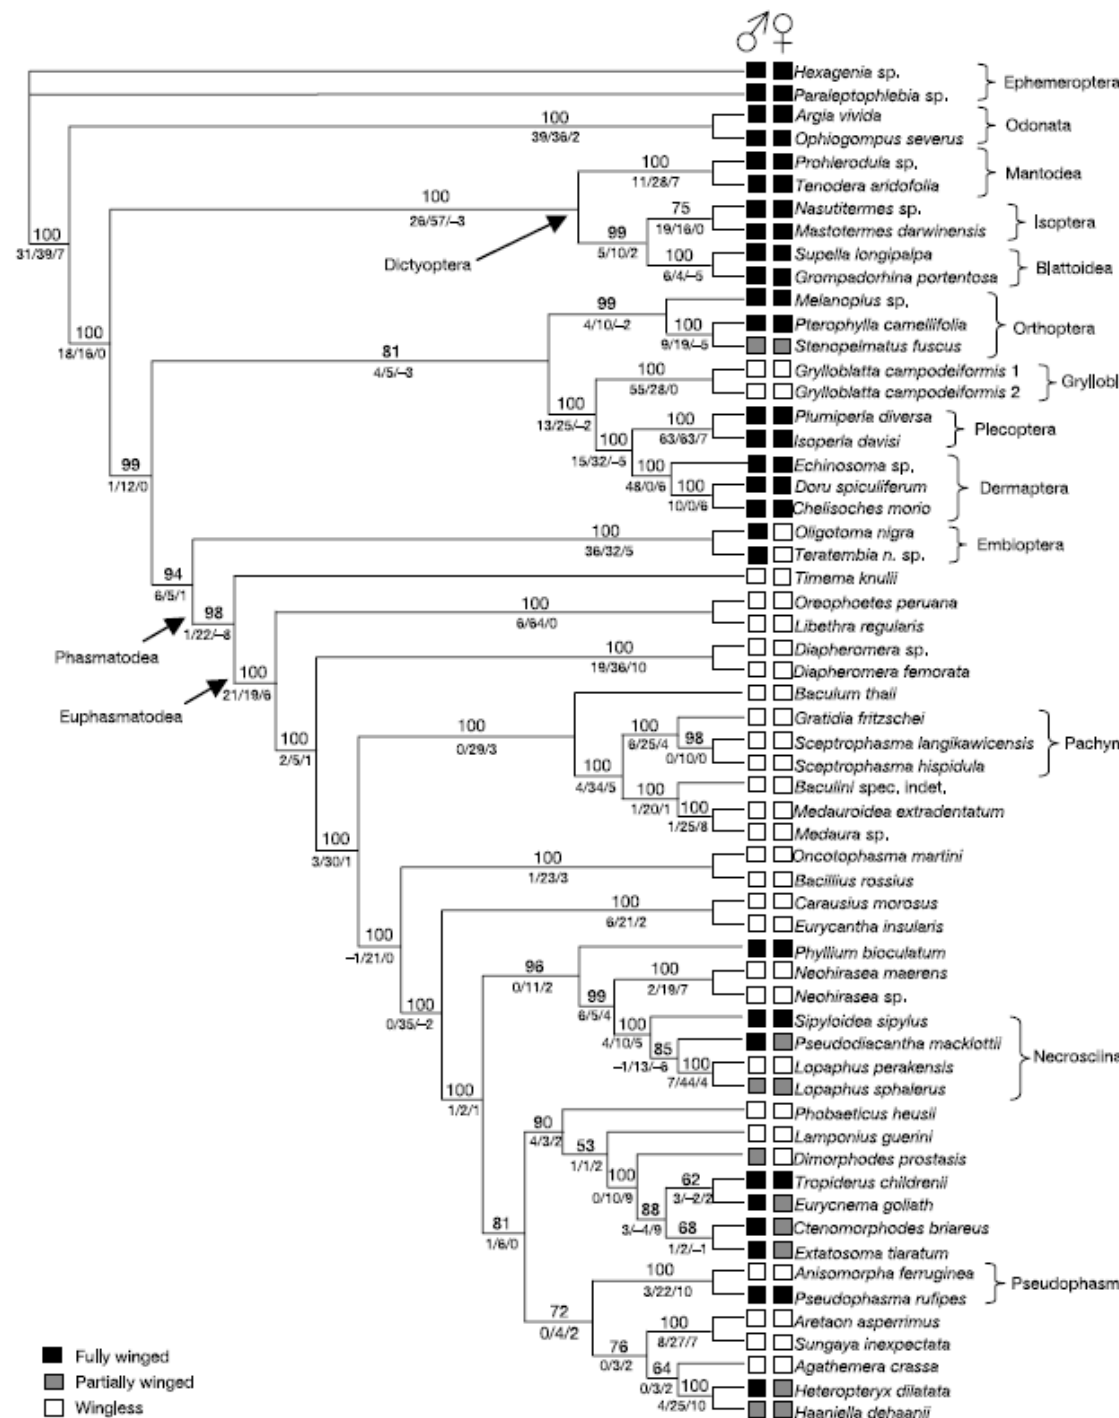 ♂ ♀
Hexagenia sp.
Ephemeroptera
Paraleptophlebia sp.
100
39/36/2
Argia vivida
Odonata
Ophiogompus severus
100
11/28/7
Prohierodula sp.
Mantodea
Tenodera aridofolia
100
26/57/–3
Dictyoptera
99
5/10/2
75
19/16/0
Nasutitermes sp.
Isoptera
Mastotermes darwinensis
100
6/4/–5
Supella longipalpa
Blattoidea
Grompadorhina portentosa
100
31/39/7
99
4/10/–2
Melanoplus sp.
Orthoptera
100
9/19/–5
Pterophylla camellifolia
Stenopelmatus fuscus
100
18/16/0
81
4/5/–3
100
55/28/0
Grylloblatta campodeiformis 1
Gryllobl
Grylloblatta campodeiformis 2
100
13/25/–2
100
63/63/7
Plumiperla diversa
Plecoptera
Isoperla davisi
100
15/32/–5
100
48/0/6
Echinosoma sp.
Dermaptera
100
10/0/6
Doru spiculiferum
Chelisoches morio
99
1/12/0
100
36/32/5
Oligotoma nigra
Embioptera
Teratembia n. sp.
94
6/5/1
Timema knulii
98
1/22/–8
Phasmatodea
100
6/64/0
Oreophoetes peruana
Libethra regularis
100
21/19/6
Euphasmatodea
100
19/36/10
Diapheromera sp.
Diapheromera femorata
100
2/5/1
100
0/29/3
Baculum thaii
100
6/25/4
Gratidia fritzschei
98
0/10/0
Sceptrophasma langikawicensis
Pachyn
Sceptrophasma hispidula
100
4/34/5
100
1/20/1
Baculini spec. indet.
100
1/25/8
Medauroidea extradentatum
Medaura sp.
100
3/30/1
100
1/23/3
Oncotophasma martini
Bacillius rossius
100
6/21/2
Carausius morosus
Eurycantha insularis
100
–1/21/0
96
0/11/2
Phyllium bioculatum
99
6/5/4
100
2/19/7
Neohirasea maerens
Neohirasea sp.
100
0/35/–2
100
4/10/5
Sipyloidea sipylus
85
–1/13/–6
Pseudodiacantha macklottii
Necrosciina
100
7/44/4
Lopaphus perakensis
Lopaphus sphalerus
100
1/2/1
90
4/3/2
Phobaeticus heusii
53
1/1/2
Lamponius guerini
100
0/10/9
Dimorphodes prostasis
62
3/–2/2
Tropiderus childrenii
88
3/–4/9
Eurycnema goliath
68
1/2/–1
Ctenomorphodes briareus
Extatosoma tiaratum
81
1/6/0
100
3/22/10
Anisomorpha ferruginea
Pseudophasm
Pseudophasma rufipes
72
0/4/2
100
8/27/7
Aretaon asperrimus
Sungaya inexpectata
76
0/3/2
64
0/3/2
Agathemera crassa
100
4/25/10
Heteropteryx dilatata
Haaniella dehaanii
Fully winged
Partially winged
Wingless